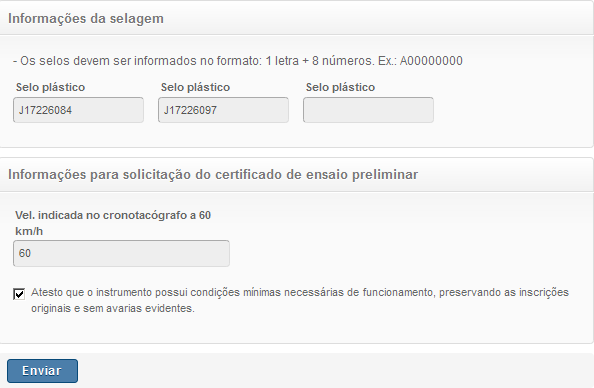 Informações da selagem
- Os selos devem ser informados no formato: 1 letra + 8 números. Ex.: A00000000
Selo plástico Selo plástico Selo plástico
J17226084 J17226097
Informações para solicitação do certificado de ensaio preliminar
Vel. indicada no cronotacógrafo a 60
km/h
60
Atesto que o instrumento possui condições mínimas necessárias de funcionamento, preservando as inscrições
originais e sem avarias evidentes.
Enviar